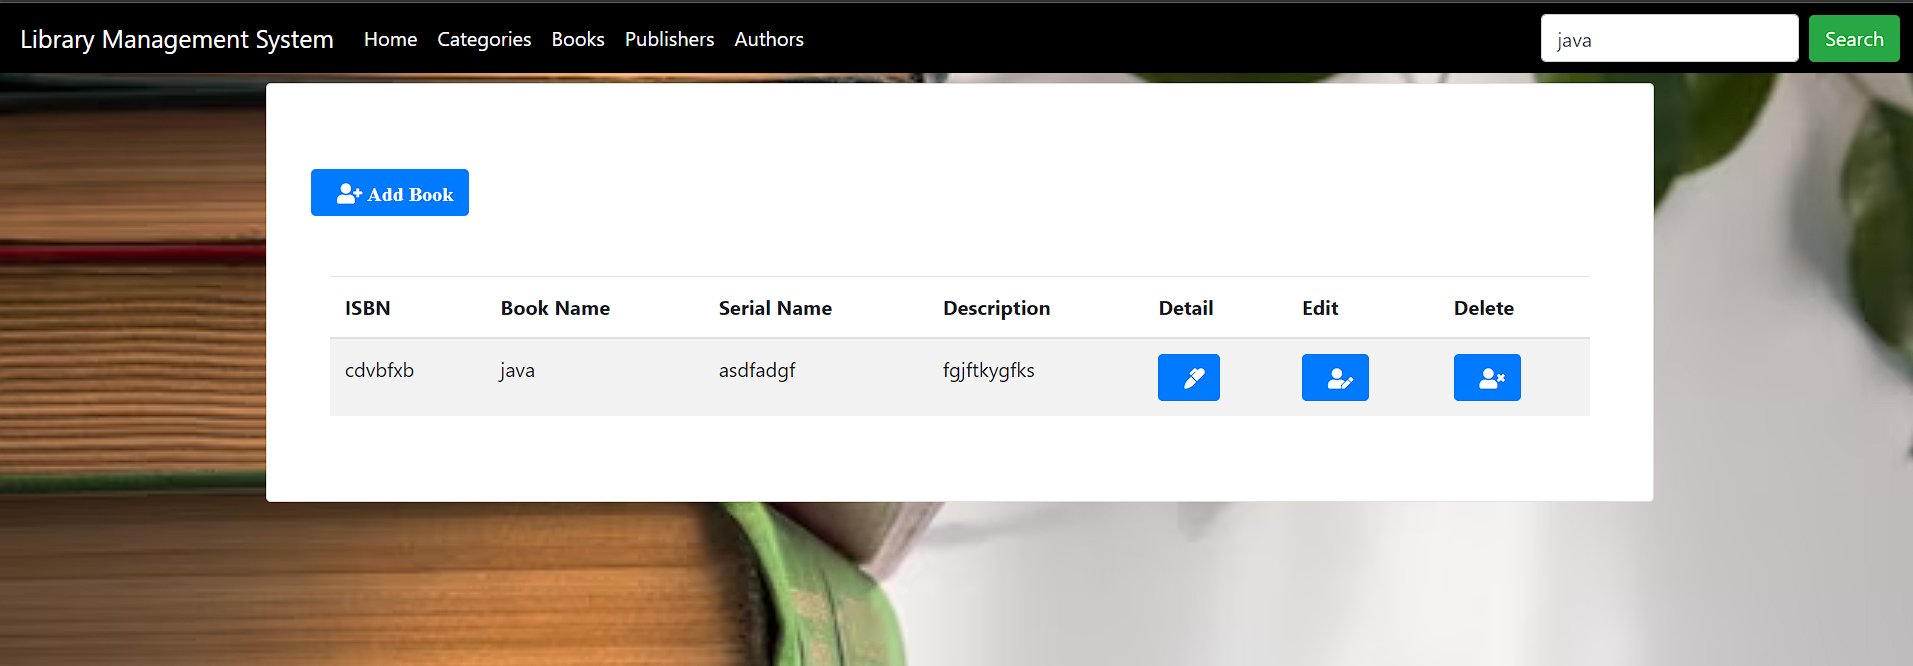 Library Management System Home Categories Books Publishers Authors java Search
Add Book
ISBN Book Name Serial Name Description Detail Edit Delete
cdvbfxb java asdfadgf fgjftkygfks